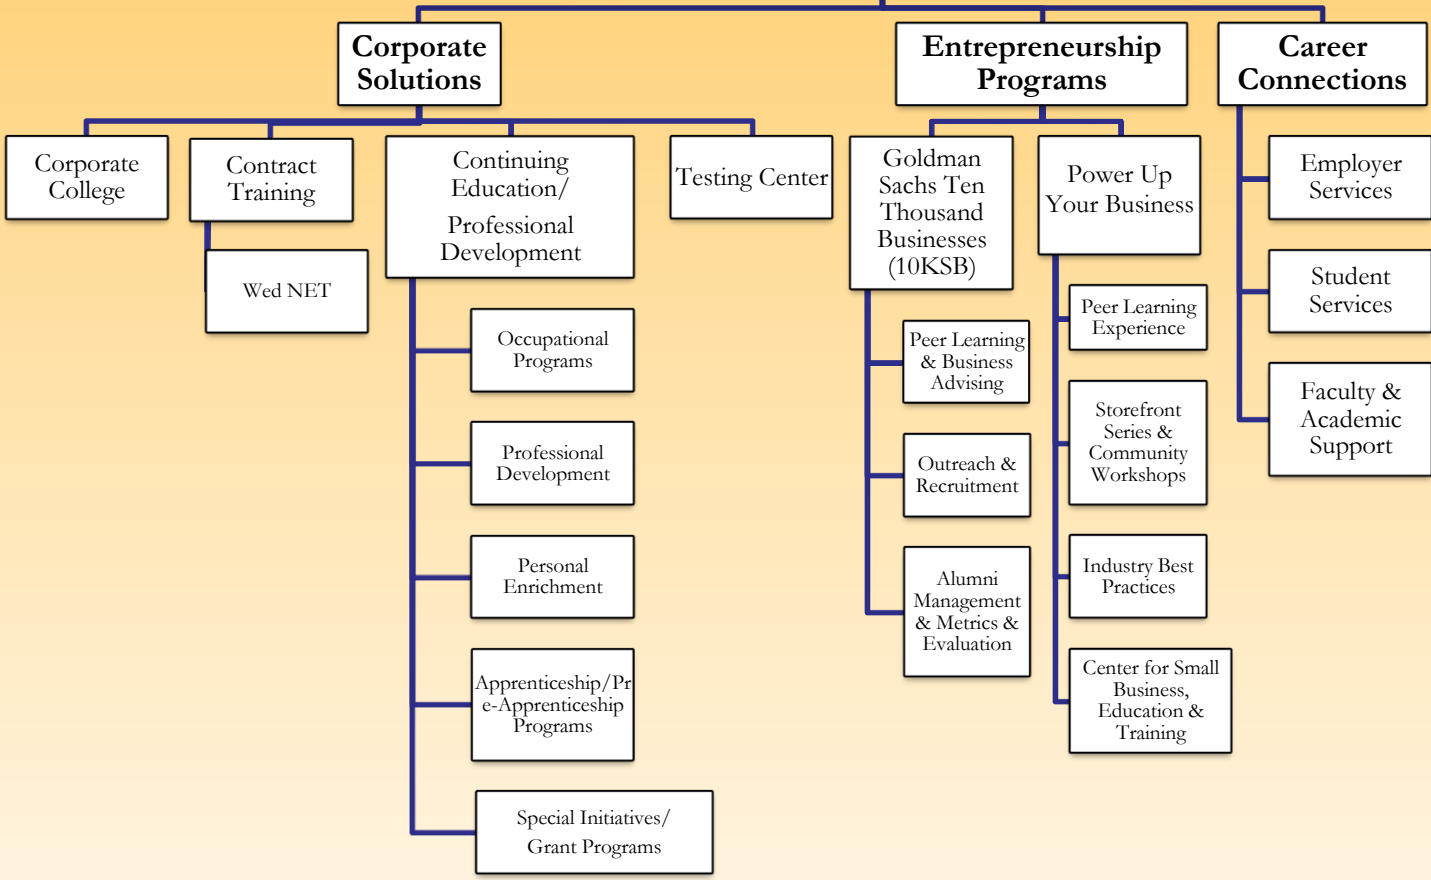 Corporate
Solutions
Entrepreneurship
Programs
Career
Connections
Corporate
College
Contract
Training
Continuing
Education/
Professional
Development
Testing Center
Goldman
Sachs Ten
Thousand
Businesses
(10KSB)
Power Up
Your Business
Employer
Services
Wed NET
Student
Services
Occupational
Programs
Peer Learning
& Business
Advising
Peer Learning
Experience
Faculty &
Academic
Support
Professional
Development
Outreach &
Recruitment
Storefront
Series &
Community
Workshops
Personal
Enrichment
Alumni
Management
& Metrics &
Evaluation
Industry Best
Practices
Apprenticeship/Pr
e-Apprenticeship
Programs
Center for Small
Business,
Education &
Training
Special Initiatives/
Grant Programs